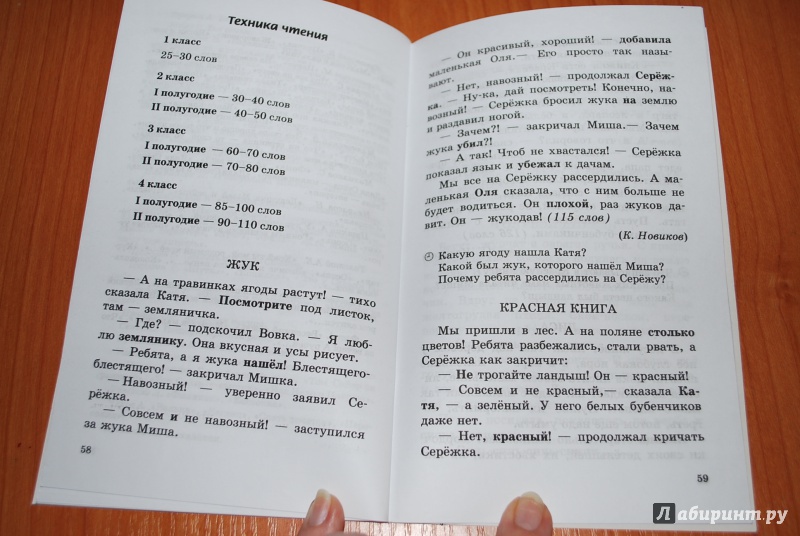 Техника чтения
1 класс
25–30 слов
2 класс
I полугодие — 30–40 слов
II полугодие — 40–50 слов
3 класс
I полугодие — 60–70 слов
II полугодие — 70–80 слов
4 класс
I полугодие — 85–100 слов
II полугодие — 90–110 слов
ЖУК
— А на травинках ягоды растут! — тихо
сказала Катя. — Посмотрите под листок,
там — земляничка.
— Где? — подскочил Вовка. — Я люб-
лю землянику. Она вкусная и усы рисует.
— Ребята, а я жука нашёл! Блестящего-
блестящего! — закричал Мишка.
— Навозный! — уверенно заявил Се-
рёжка.
— Совсем и не навозный! — заступился
за жука Миша.
58
— Он красивый, хороший! — добавила
маленькая Оля.— Его просто так назы-
вают.
— Нет, навозный! — продолжал Серёж-
ка. — Ну-ка, дай посмотреть! Конечно, на-
возный! — Серёжка бросил жука на землю
и раздавил ногой.
— Зачем?! — закричал Миша.— Зачем
жука убил?!
— А так! Чтоб не хвастался! — Серёжка
показал язык и убежал к дачам.
Мы все на Серёжку рассердились. А ма-
ленькая Оля сказала, что с ним больше не
будет водиться. Он плохой, раз жуков да-
вит. Он — жукодав! (115 слов)
(К. Новиков)
Какую ягоду нашла Катя?
Какой был жук, которого нашёл Миша?
Почему ребята рассердились на Серёжу?
КРАСНАЯ КНИГА
Мы пришли в лес. А на поляне столько
цветов! Ребята разбежались, стали рвать, а
Серёжка как закричит:
— Не трогайте ландыш! Он — красный!
— Совсем и не красный,— сказала Ка-
тя, — а зелёный. У него белых бубенчиков
даже нет.
— Нет, красный! — продолжал кричать
Серёжка.
59
Лабиринт.ру